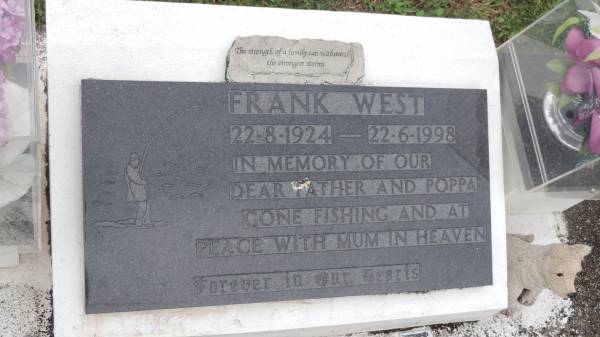 The strength of a family can withstand
the strongest storms
FRANK WEST
22-8-1924 — 22-6-1998
IN MEMORY OF OUR
DEAR FATHER AND POPPA
GONE FISHING AND AT
PEACE WITH MUM IN HEAVEN
Forever in Our Hearts